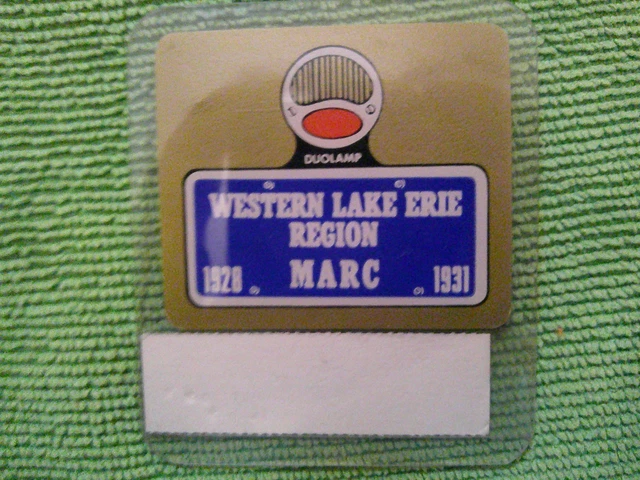 DUOLAMP
WESTERN LAKE ERIE
REGION
1928 MARC 1931